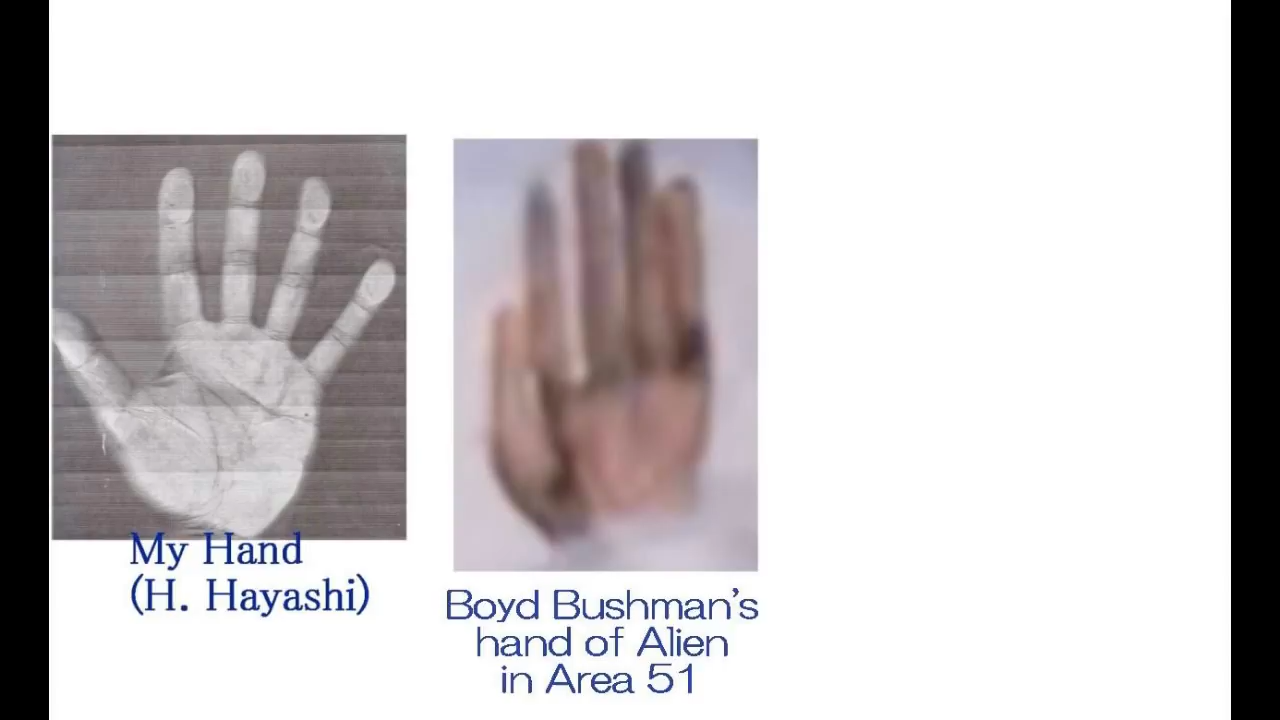 My Hand
(H. Hayashi)
Boyd Bushman's
hand of Alien
in Area 51